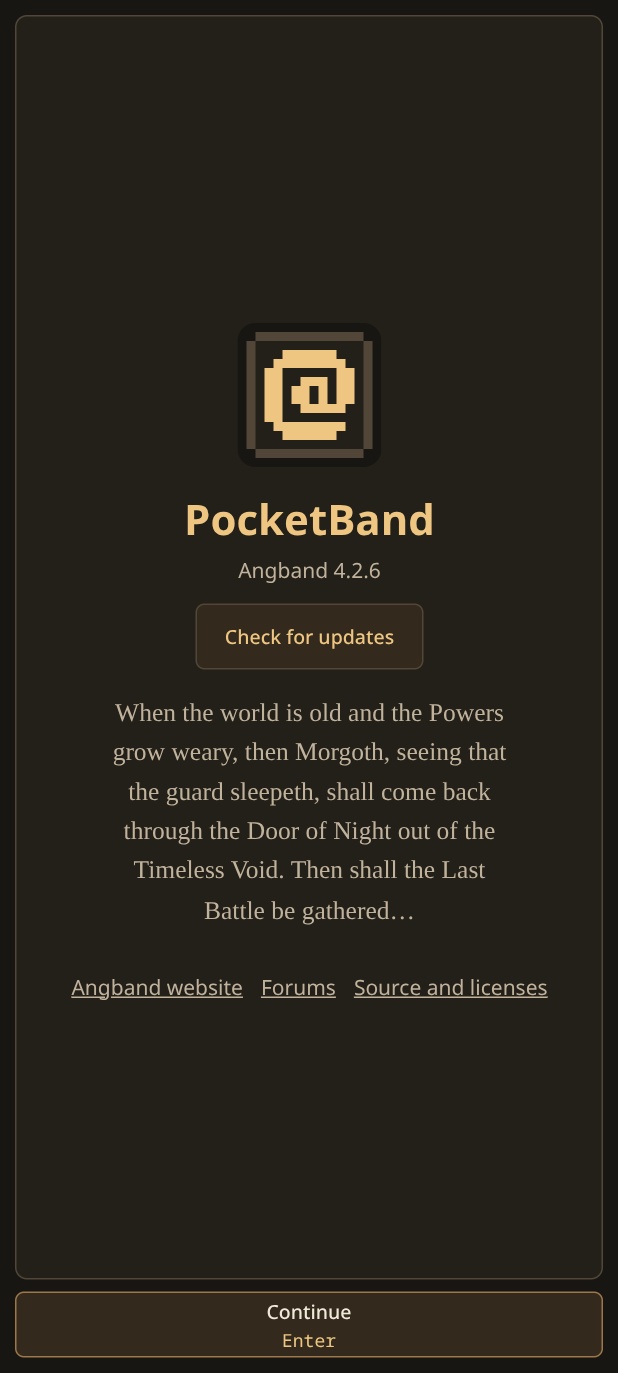 @
PocketBand
Angband 4.2.6
Check for updates
When the world is old and the Powers
grow weary, then Morgoth, seeing that
the guard sleepeth, shall come back
through the Door of Night out of the
Timeless Void. Then shall the Last
Battle be gathered…
Angband website Forums Source and licenses
Continue
Enter